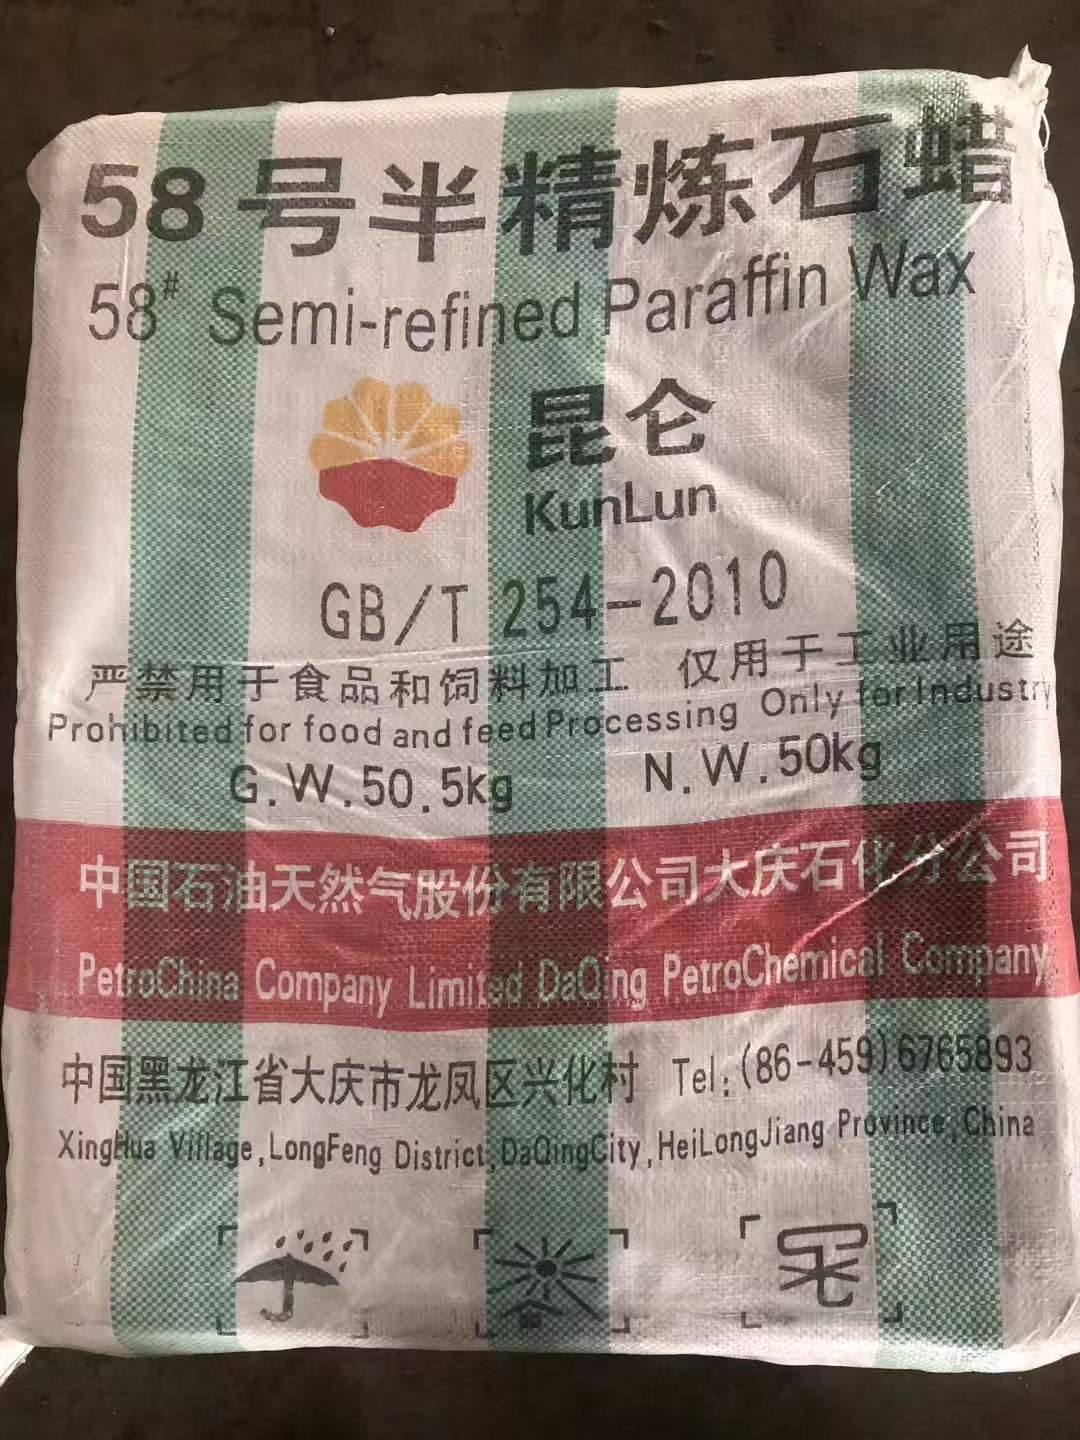 58号半精炼石蜡
58# Semi-refined Paraffin Wax
昆仑
KunLun
GB/T 254-2010
严禁用于食品和饲料加工 仅用于工业用途
Prohibited for food and feed Processing Only for Industry
G.W.50.5kg N.W.50kg
中国石油天然气股份有限公司大庆石化分公司
PetroChina Company Limited DaQing PetroChemical Company
中国黑龙江省大庆市龙凤区兴化村 Tel:(86-459)6765893
XingHua Village,LongFeng District,DaQingCity,HeiLongJiang Province,China